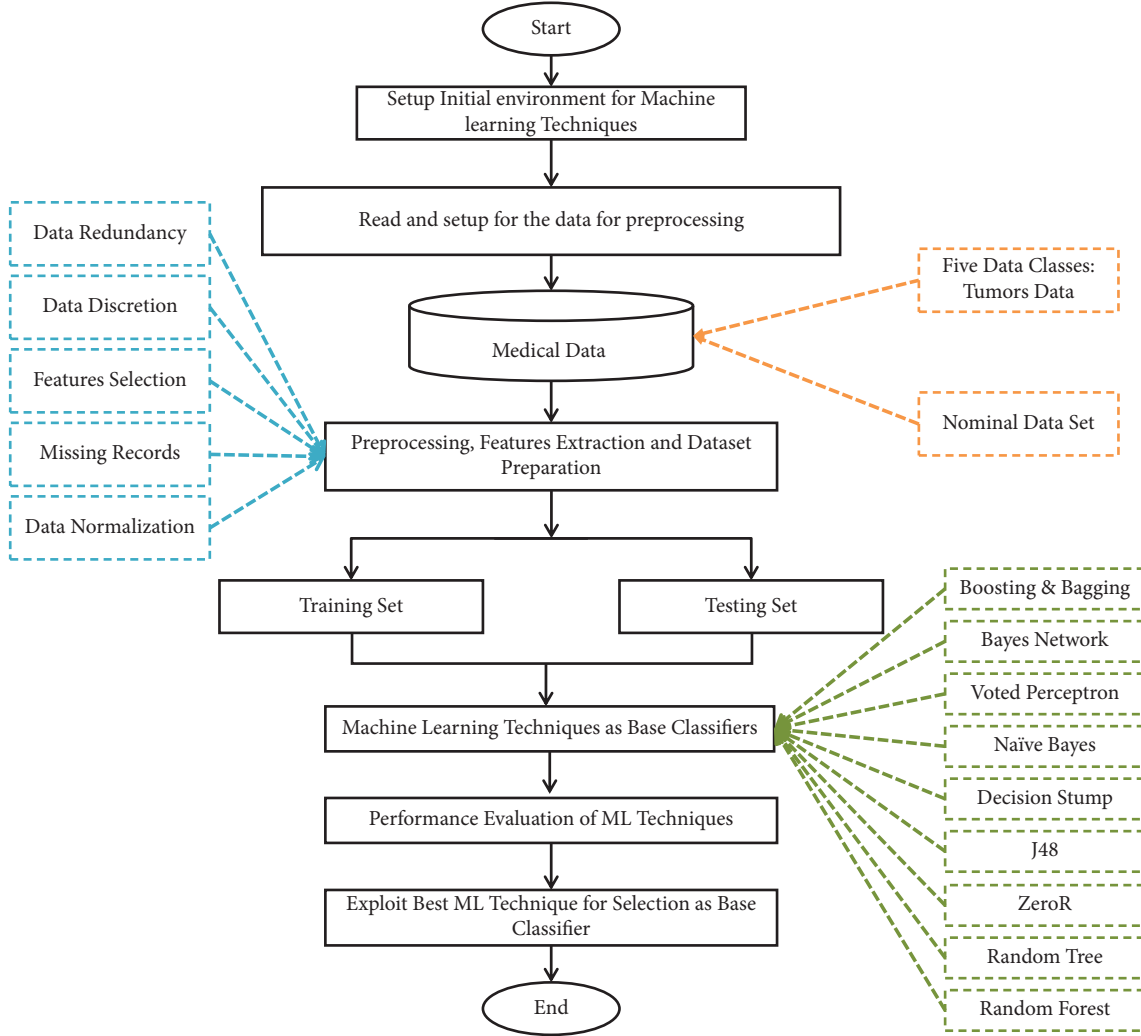 Start
Setup Initial environment for Machine
learning Techniques
Read and setup for the data for preprocessing
Data Redundancy
Data Discretion
Features Selection
Missing Records
Data Normalization
Five Data Classes:
Tumors Data
Nominal Data Set
Medical Data
Preprocessing, Features Extraction and Dataset
Preparation
Training Set
Testing Set
Boosting & Bagging
Bayes Network
Voted Perceptron
Naïve Bayes
Decision Stump
J48
ZeroR
Random Tree
Random Forest
Machine Learning Techniques as Base Classifiers
Performance Evaluation of ML Techniques
Exploit Best ML Technique for Selection as Base
Classifier
End